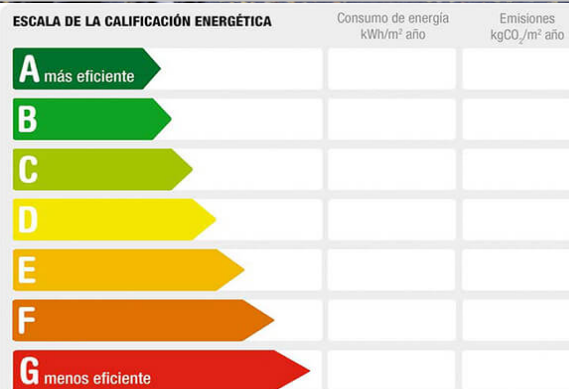 ESCALA DE LA CALIFICACIÓN ENERGÉTICA
Consumo de energía
kWh/m² año
Emisiones
kgCO₂/m² año
A más eficiente
B
C
D
E
F
G menos eficiente